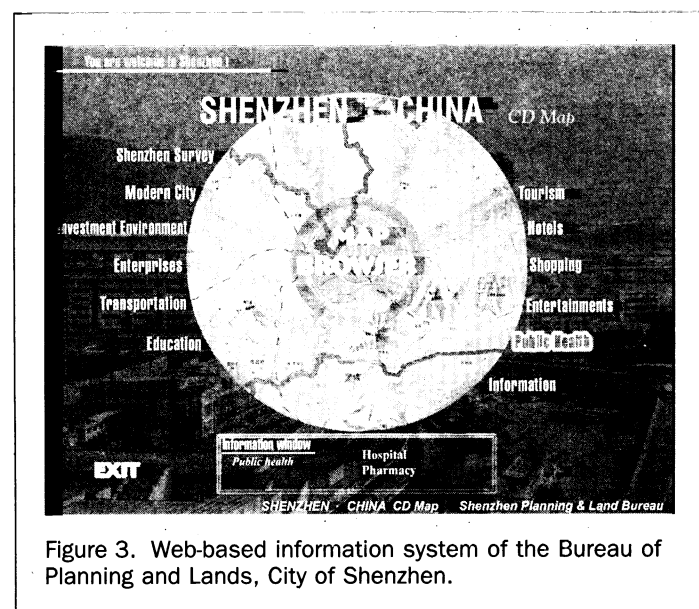 You are welcome to Shenzhen !
SHENZHEN · CHINA CD Map
Shenzhen Survey
Modern City
nvestment Environment
Enterprises
Transportation
Education
MAP
BROWSER
Tourism
Hotels
Shopping
Entertainments
Public Health
Information
Information window
Public health
Hospital
Pharmacy
EXIT
SHENZHEN · CHINA CD Map Shenzhen Planning & Land Bureau
Figure 3. Web-based information system of the Bureau of
Planning and Lands, City of Shenzhen.